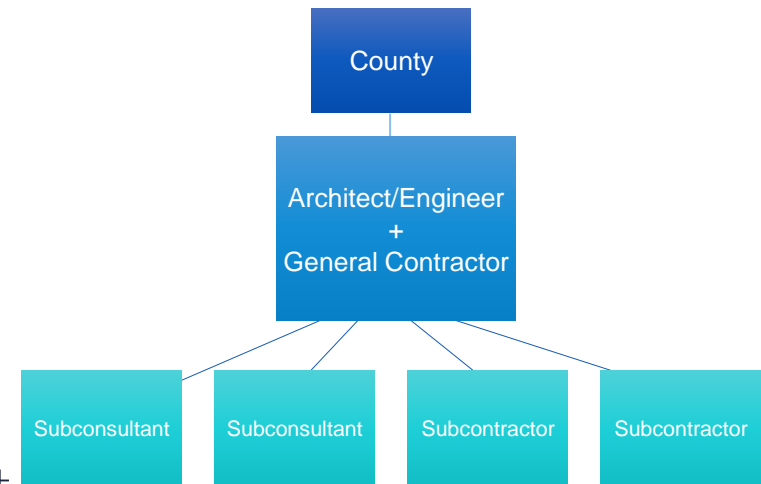 County
Architect/Engineer
+
General Contractor
Subconsultant
Subconsultant
Subcontractor
Subcontractor
+